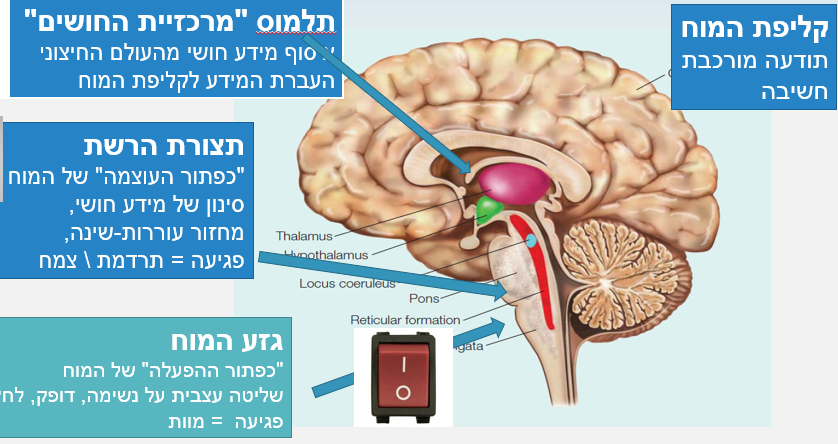 קליפת המוח
תודעה מורכבת
חשיבה
תלמוס "מרכזיית החושים"
סוף מידע חושי מהעולם החיצוני
העברת המידע לקליפת המוח
תצורת הרשת
"כפתור העוצמה" של המוח
סינון של מידע חושי,
מחזור עוררות-שינה,
פגיעה = תרדמת \ צמח
Thalamus
Hypothalamus
Locus coeruleus
Pons
Reticular formation
גזע המוח
"כפתור ההפעלה" של המוח
שליטה עצבית על נשימה, דופק,
פגיעה = מוות